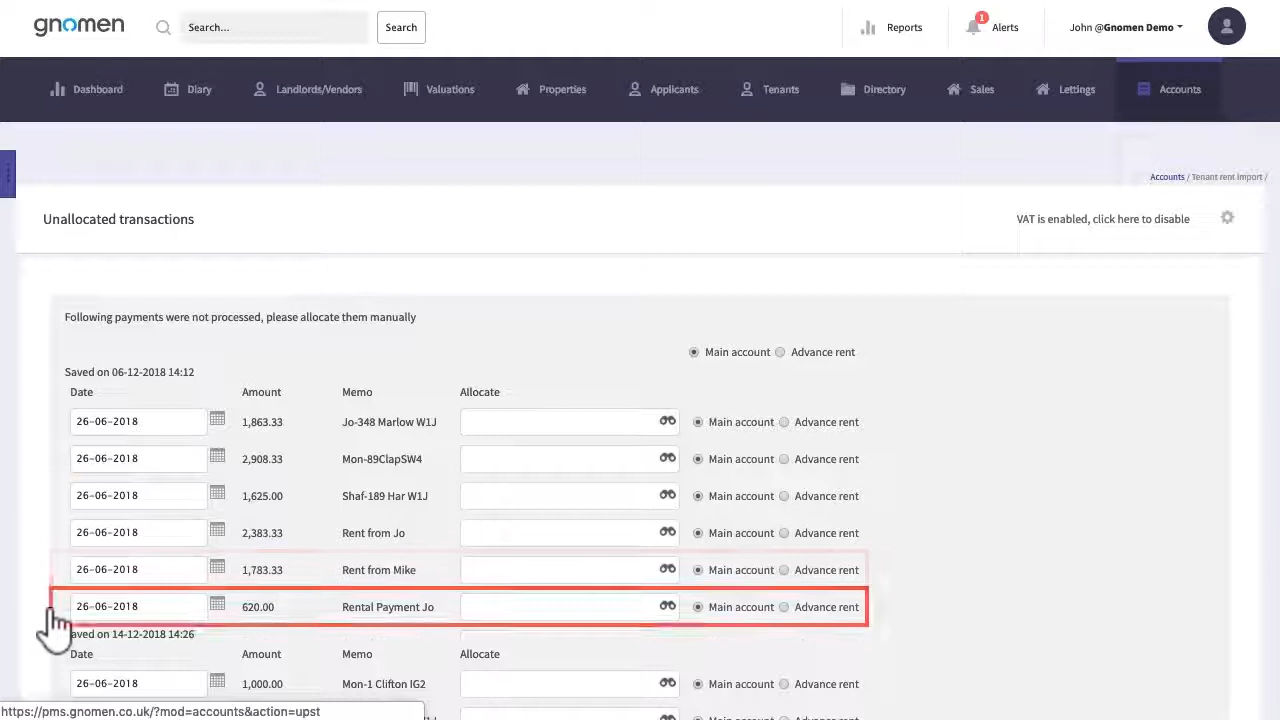 gnomen Search... Search Reports 1 Alerts John @Gnomen Demo
Dashboard Diary Landlords/Vendors Valuations Properties Applicants Tenants Directory Sales Lettings Accounts
Accounts / Tenant rent import /
Unallocated transactions VAT is enabled, click here to disable
Following payments were not processed, please allocate them manually
Main account Advance rent
Saved on 06-12-2018 14:12
Date Amount Memo Allocate
26-06-2018 1,863.33 Jo-348 Marlow W1J Main account Advance rent
26-06-2018 2,908.33 Mon-89ClapSW4 Main account Advance rent
26-06-2018 1,625.00 Shaf-189 Har W1J Main account Advance rent
26-06-2018 2,383.33 Rent from Jo Main account Advance rent
26-06-2018 1,783.33 Rent from Mike Main account Advance rent
26-06-2018 620.00 Rental Payment Jo Main account Advance rent
aved on 14-12-2018 14:26
Date Amount Memo Allocate
26-06-2018 1,000.00 Mon-1 Clifton IG2 Main account Advance rent
https://pms.gnomen.co.uk/?mod=accounts&action=upst